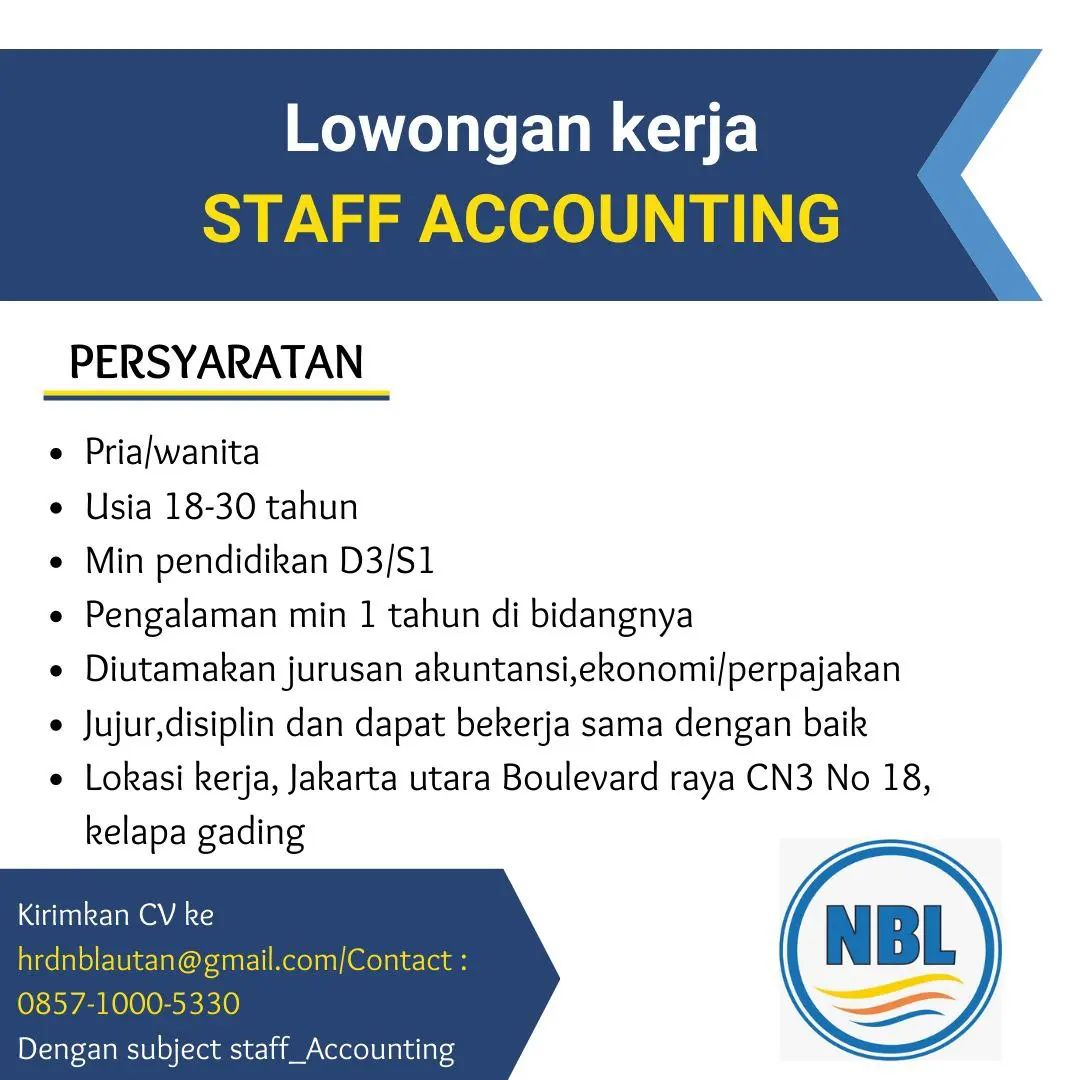 Lowongan kerja
STAFF ACCOUNTING
PERSYARATAN
• Pria/wanita
• Usia 18-30 tahun
• Min pendidikan D3/S1
• Pengalaman min 1 tahun di bidangnya
• Diutamakan jurusan akuntansi,ekonomi/perpajakan
• Jujur,disiplin dan dapat bekerja sama dengan baik
• Lokasi kerja, Jakarta utara Boulevard raya CN3 No 18,
kelapa gading
Kirimkan CV ke
hrdnblautan@gmail.com/Contact :
0857-1000-5330
Dengan subject staff_Accounting
NBL